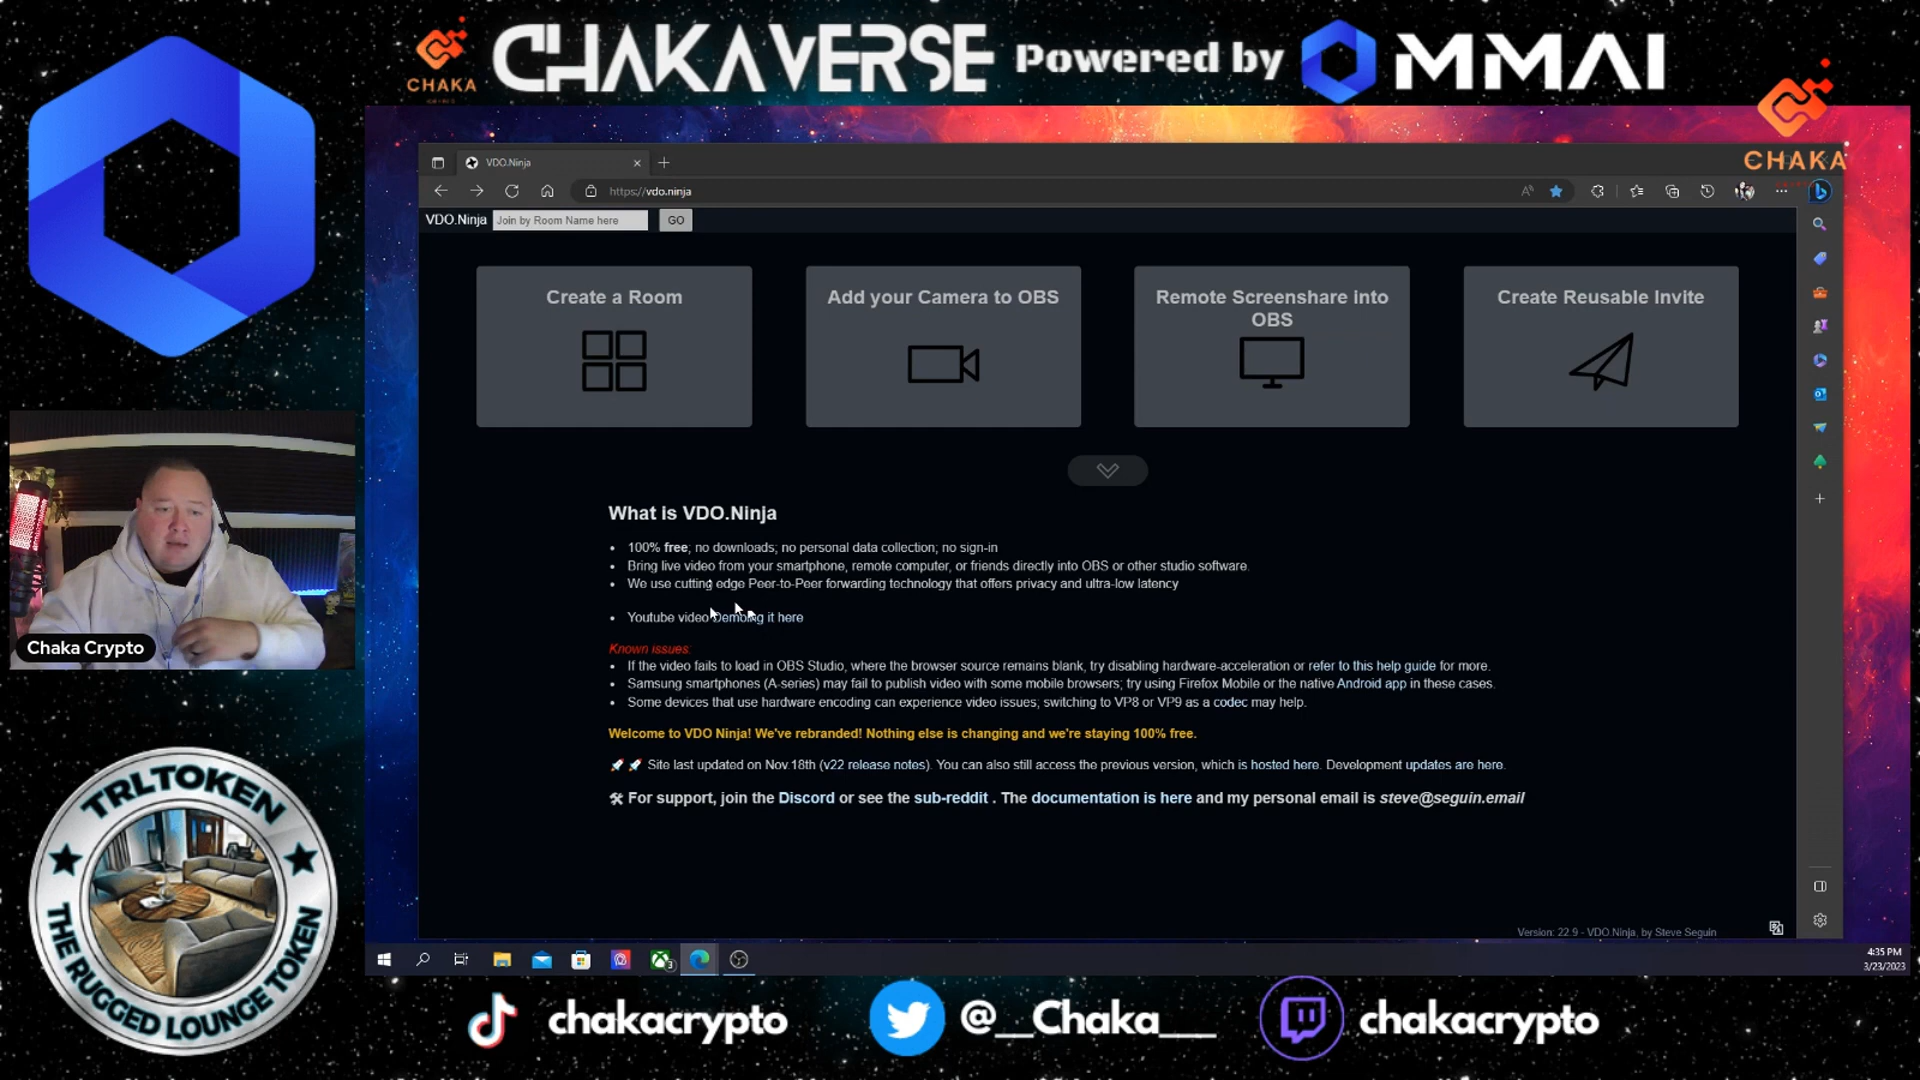 CHAKA
CHAKAVERSE Powered by MMAI
CHAKA
VDO.Ninja
https://vdo.ninja
VDO.Ninja Join by Room Name here GO
Create a Room
Add your Camera to OBS
Remote Screenshare into
OBS
Create Reusable Invite
What is VDO.Ninja
100% free; no downloads; no personal data collection; no sign-in
Bring live video from your smartphone, remote computer, or friends directly into OBS or other studio software.
We use cutting edge Peer-to-Peer forwarding technology that offers privacy and ultra-low latency
Youtube video Demoing it here
Known issues:
If the video fails to load in OBS Studio, where the browser source remains blank, try disabling hardware-acceleration or refer to this help guide for more.
Samsung smartphones (A-series) may fail to publish video with some mobile browsers; try using Firefox Mobile or the native Android app in these cases.
Some devices that use hardware encoding can experience video issues; switching to VP8 or VP9 as a codec may help.
Welcome to VDO Ninja! We've rebranded! Nothing else is changing and we're staying 100% free.
Site last updated on Nov.18th (v22 release notes). You can also still access the previous version, which is hosted here. Development updates are here.
For support, join the Discord or see the sub-reddit . The documentation is here and my personal email is steve@seguin.email
Version: 22.9 - VDO.Ninja, by Steve Seguin
4:35 PM
3/23/2023
Chaka Crypto
TRLTOKEN
THE RUGGED LOUNGE TOKEN
chakacrypto
@__Chaka___
chakacrypto